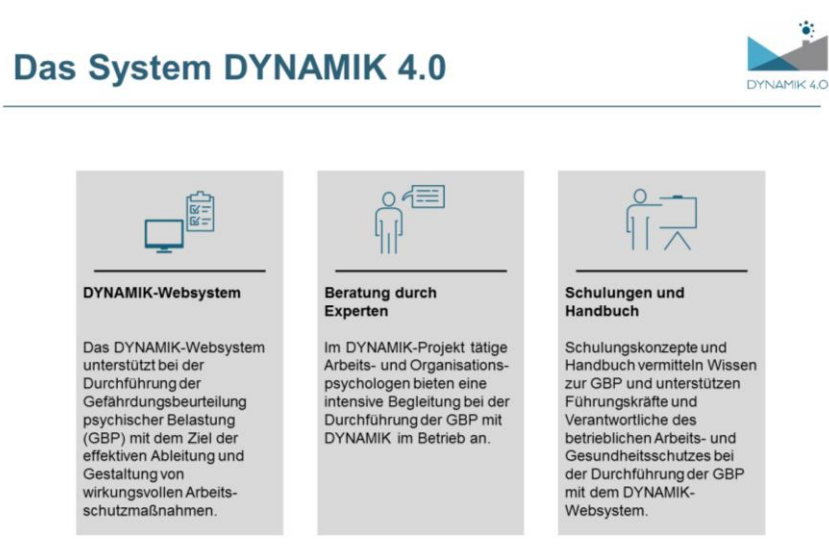 Das System DYNAMIK 4.0
DYNAMIK 4.0
DYNAMIK-Websystem
Das DYNAMIK-Websystem
unterstützt bei der
Durchführung der
Gefährdungsbeurteilung
psychischer Belastung
(GBP) mit dem Ziel der
effektiven Ableitung und
Gestaltung von
wirkungsvollen Arbeits-
schutzmaßnahmen.
Beratung durch
Experten
Im DYNAMIK-Projekt tätige
Arbeits- und Organisations-
psychologen bieten eine
intensive Begleitung bei der
Durchführung der GBP mit
DYNAMIK im Betrieb an.
Schulungen und
Handbuch
Schulungskonzepte und
Handbuch vermitteln Wissen
zur GBP und unterstützen
Führungskräfte und
Verantwortliche des
betrieblichen Arbeits- und
Gesundheitsschutzes bei
der Durchführung der GBP
mit dem DYNAMIK-
Websystem.